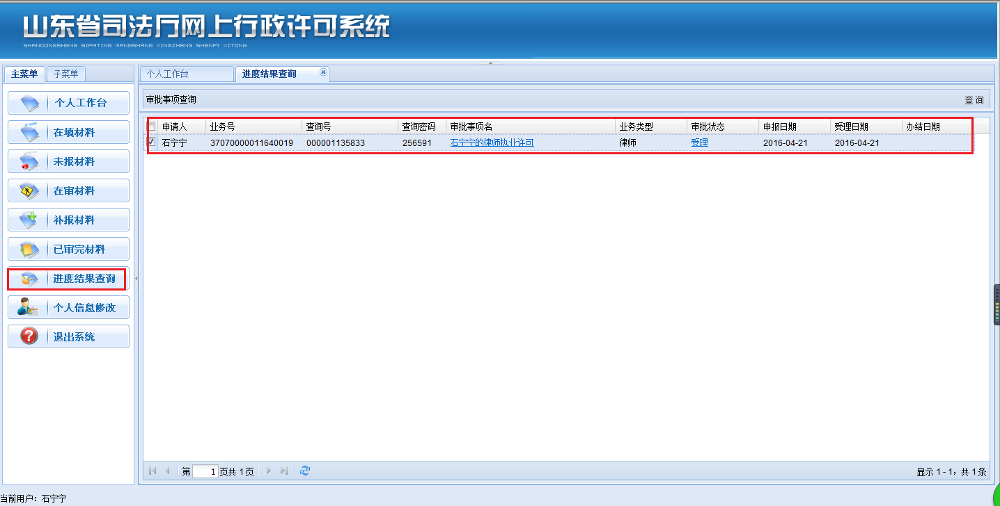 山东省司法厅网上行政许可系统
SHANDONGSHENG SIFATING WANGSHANG XINGZHENG SHENPI XITONG
主菜单 子菜单 个人工作台 进度结果查询
审批事项查询 查询
个人工作台
在填材料
未报材料
在审材料
补报材料
已审完材料
进度结果查询
个人信息修改
退出系统
申请人 业务号 查询号 查询密码 审批事项名 业务类型 审批状态 申报日期 受理日期 办结日期
石宁宁 37070000011640019 000001135833 256591 石宁宁的律师执业许可 律师 受理 2016-04-21 2016-04-21
第 1 页共 1 页 显示 1 - 1，共 1 条
当前用户：石宁宁